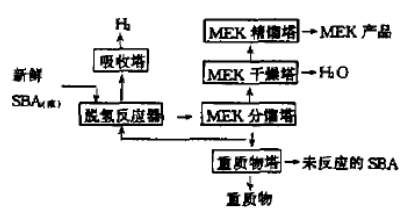 H₂
MEK 精馏塔
MEK 产品
吸收塔
MEK 干燥塔
H₂O
新鲜
SBA(液)
脱氢反应器
MEK 分馏塔
重质物塔
未反应的 SBA
重质物